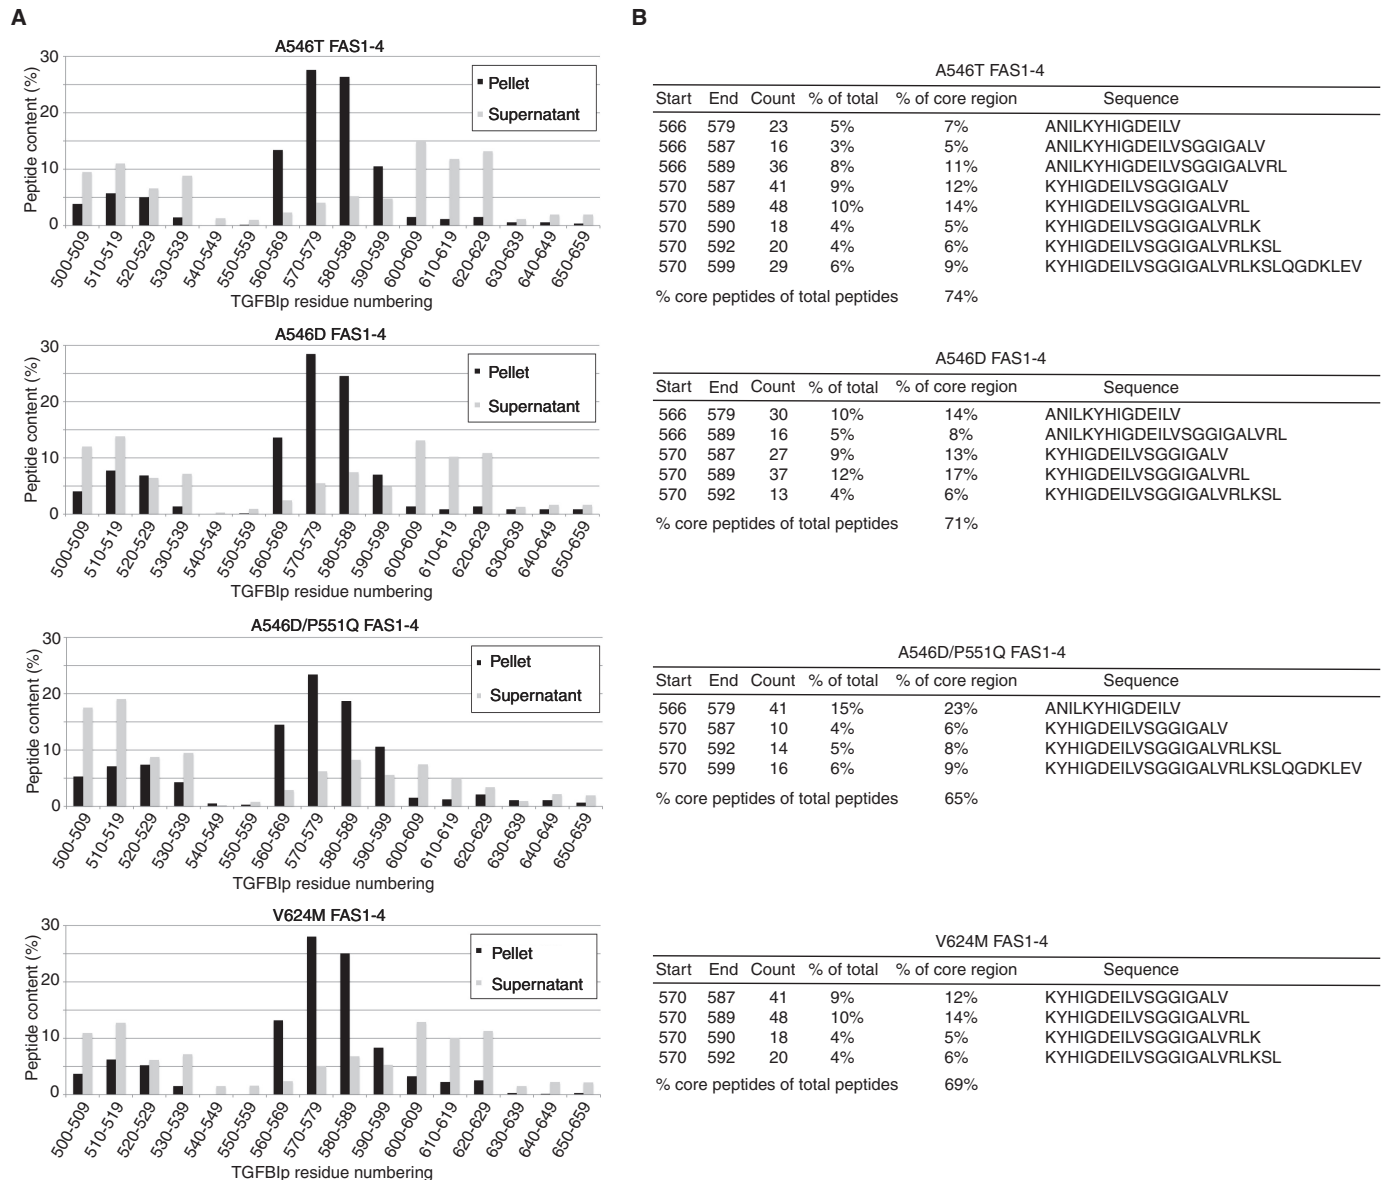 A
A546T FAS1-4
Peptide content (%)
30
20
10
0
Pellet
Supernatant
500-509
510-519
520-529
530-539
540-549
550-559
560-569
570-579
580-589
590-599
600-609
610-619
620-629
630-639
640-649
650-659
TGFBIp residue numbering
A546D FAS1-4
Peptide content (%)
30
20
10
0
Pellet
Supernatant
500-509
510-519
520-529
530-539
540-549
550-559
560-569
570-579
580-589
590-599
600-609
610-619
620-629
630-639
640-649
650-659
TGFBIp residue numbering
A546D/P551Q FAS1-4
Peptide content (%)
30
20
10
0
Pellet
Supernatant
500-509
510-519
520-529
530-539
540-549
550-559
560-569
570-579
580-589
590-599
600-609
610-619
620-629
630-639
640-649
650-659
TGFBIp residue numbering
V624M FAS1-4
Peptide content (%)
30
20
10
0
Pellet
Supernatant
500-509
510-519
520-529
530-539
540-549
550-559
560-569
570-579
580-589
590-599
600-609
610-619
620-629
630-639
640-649
650-659
TGFBIp residue numbering
B
A546T FAS1-4
Start End Count % of total % of core region Sequence
566 579 23 5% 7% ANILKYHIGDEILV
566 587 16 3% 5% ANILKYHIGDEILVSGGIGALV
566 589 36 8% 11% ANILKYHIGDEILVSGGIGALVRL
570 587 41 9% 12% KYHIGDEILVSGGIGALV
570 589 48 10% 14% KYHIGDEILVSGGIGALVRL
570 590 18 4% 5% KYHIGDEILVSGGIGALVRLK
570 592 20 4% 6% KYHIGDEILVSGGIGALVRLKSL
570 599 29 6% 9% KYHIGDEILVSGGIGALVRLKSLQGDKLEV
% core peptides of total peptides 74%
A546D FAS1-4
Start End Count % of total % of core region Sequence
566 579 30 10% 14% ANILKYHIGDEILV
566 589 16 5% 8% ANILKYHIGDEILVSGGIGALVRL
570 587 27 9% 13% KYHIGDEILVSGGIGALV
570 589 37 12% 17% KYHIGDEILVSGGIGALVRL
570 592 13 4% 6% KYHIGDEILVSGGIGALVRLKSL
% core peptides of total peptides 71%
A546D/P551Q FAS1-4
Start End Count % of total % of core region Sequence
566 579 41 15% 23% ANILKYHIGDEILV
570 587 10 4% 6% KYHIGDEILVSGGIGALV
570 592 14 5% 8% KYHIGDEILVSGGIGALVRLKSL
570 599 16 6% 9% KYHIGDEILVSGGIGALVRLKSLQGDKLEV
% core peptides of total peptides 65%
V624M FAS1-4
Start End Count % of total % of core region Sequence
570 587 41 9% 12% KYHIGDEILVSGGIGALV
570 589 48 10% 14% KYHIGDEILVSGGIGALVRL
570 590 18 4% 5% KYHIGDEILVSGGIGALVRLK
570 592 20 4% 6% KYHIGDEILVSGGIGALVRLKSL
% core peptides of total peptides 69%